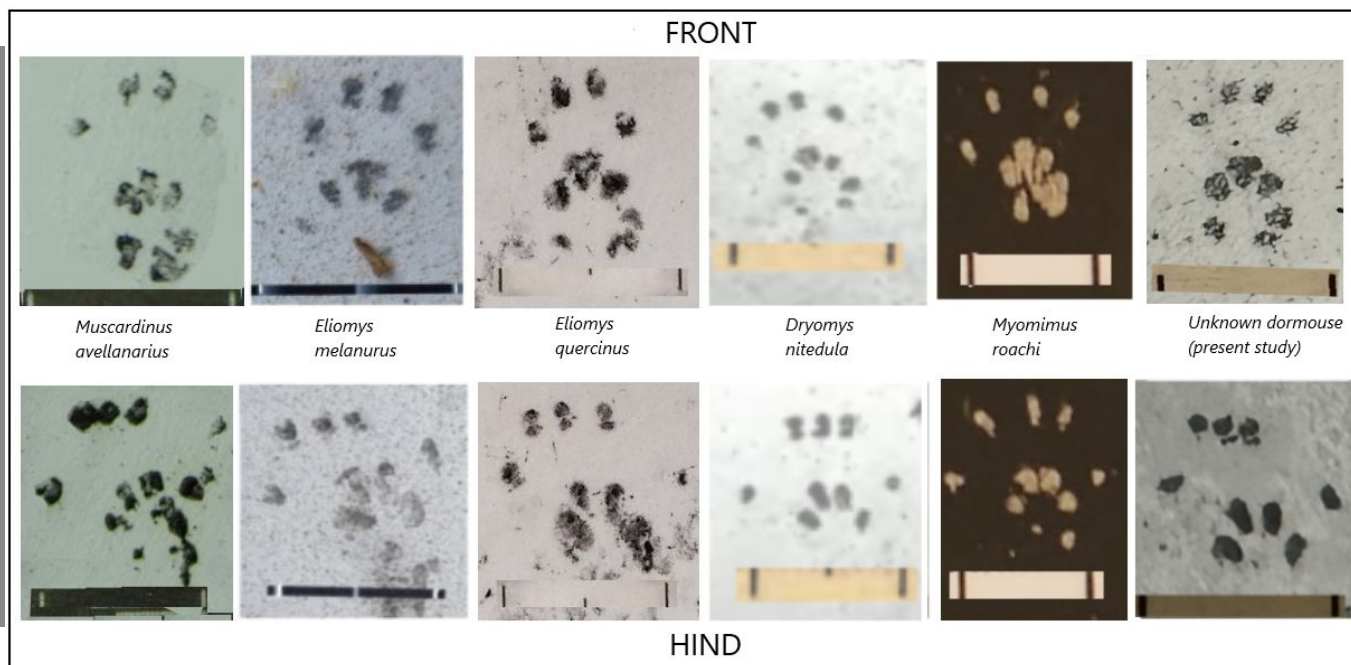 FRONT
Muscardinus
avellanarius
Eliomys
melanurus
Eliomys
quercinus
Dryomys
nitedula
Myomimus
roachi
Unknown dormouse
(present study)
HIND